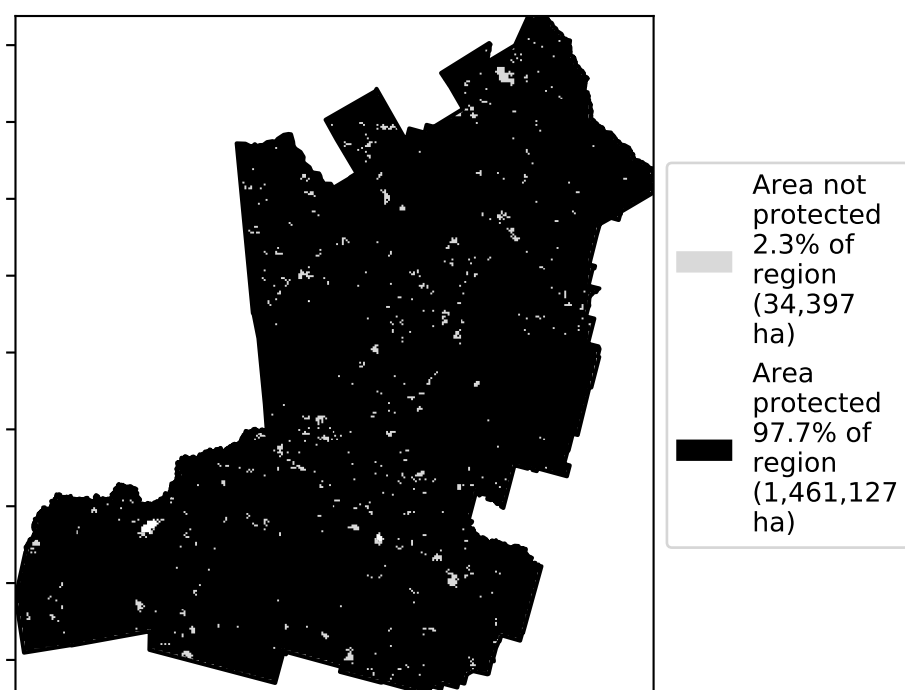 Area not
protected
2.3% of
region
(34,397
ha)
Area
protected
97.7% of
region
(1,461,127
ha)